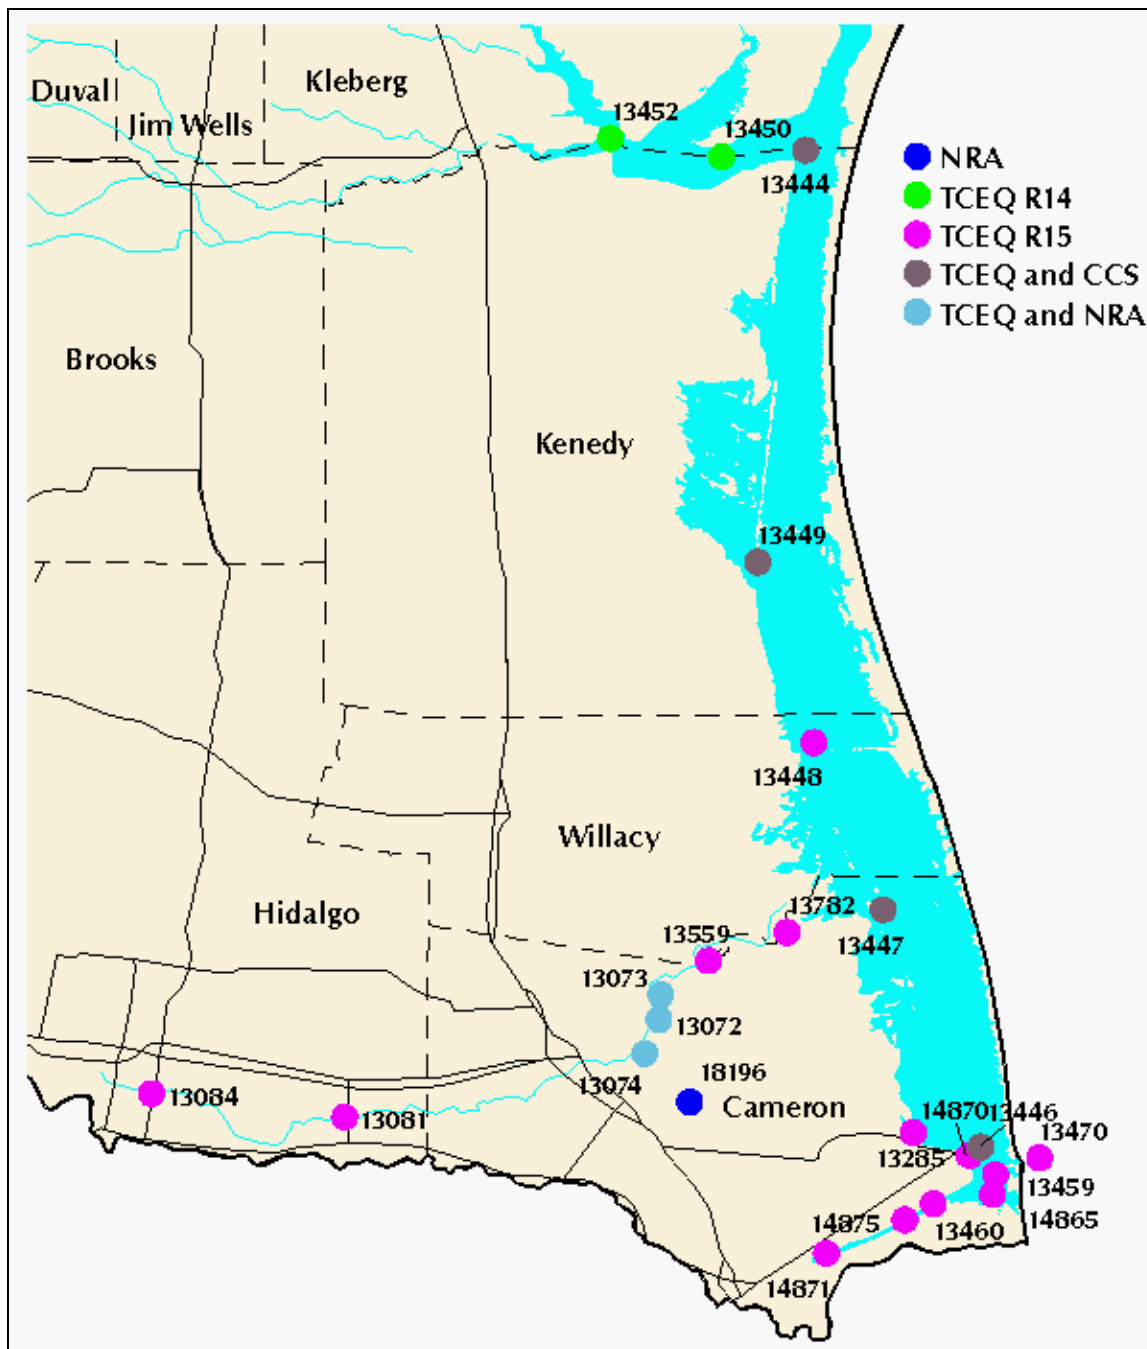 Kleberg
Duval
Jim Wells
13452
13450
13444
NRA
TCEQ R14
TCEQ R15
TCEQ and CCS
TCEQ and NRA
Brooks
Kenedy
13449
13448
Willacy
Hidalgo
13782
13559
13447
13073
13072
13074
18196
13084
13081
Cameron
14870
13446
13470
13285
13459
14865
14875
13460
14871